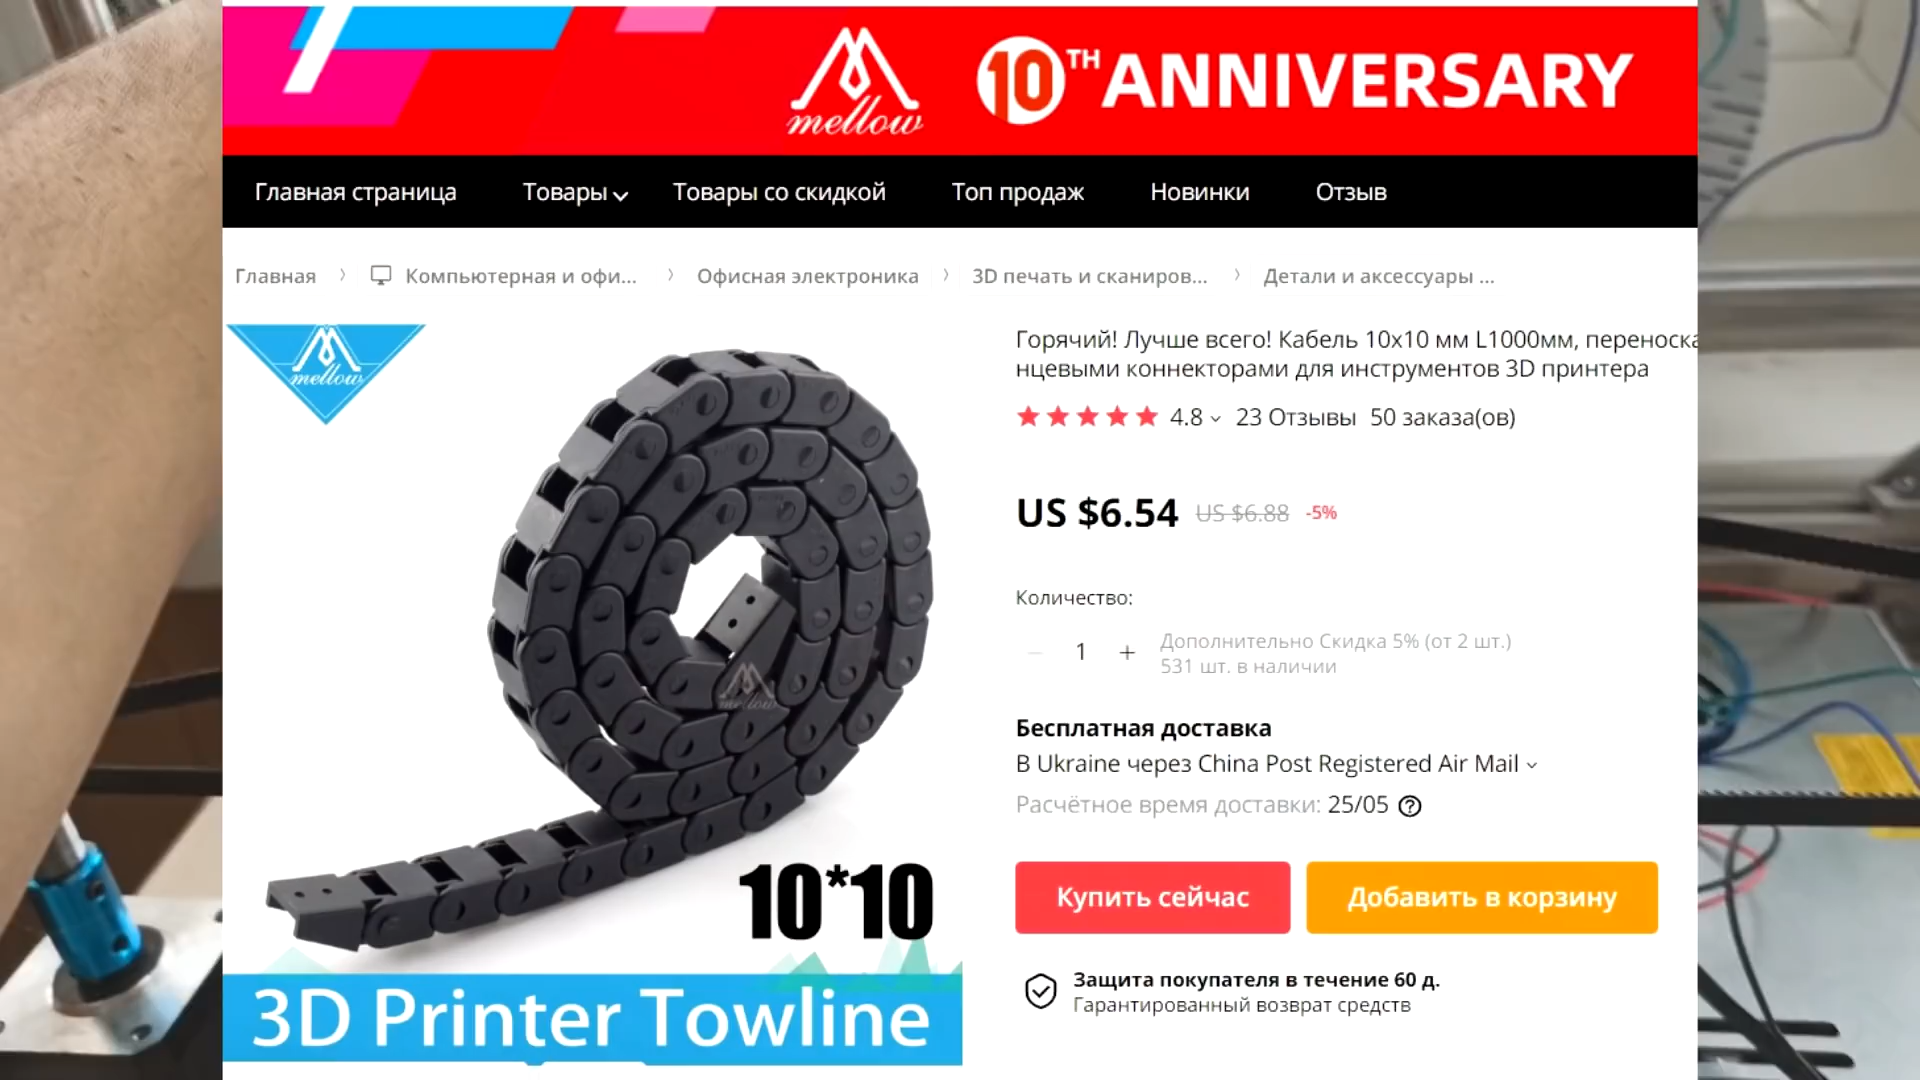 mellow
10TH ANNIVERSARY
Главная страница Товары Товары со скидкой Топ продаж Новинки Отзыв
Главная Компьютерная и офи... Офисная электроника 3D печать и сканиров... Детали и аксессуары ...
mellow
Горячий! Лучше всего! Кабель 10x10 мм L1000мм, переноска
нцевыми коннекторами для инструментов 3D принтера
4.8 23 Отзывы 50 заказа(ов)
US $6.54 US $6.88 -5%
Количество:
1
Дополнительно Скидка 5% (от 2 шт.)
531 шт. в наличии
mellow
Бесплатная доставка
В Ukraine через China Post Registered Air Mail
Расчётное время доставки: 25/05
10*10
Купить сейчас Добавить в корзину
3D Printer Towline
Защита покупателя в течение 60 д.
Гарантированный возврат средств